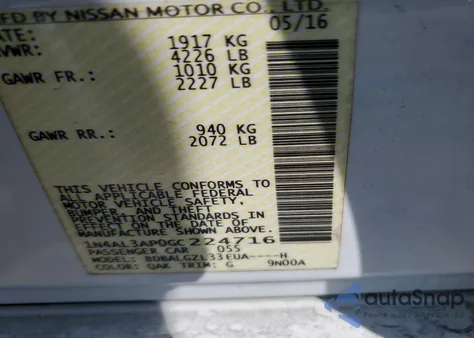 MFD BY NISSAN MOTOR CO., LTD.
DATE: 05/16
GVWR: 1917 KG
4226 LB
GAWR FR.: 1010 KG
2227 LB
GAWR RR.: 940 KG
2072 LB
THIS VEHICLE CONFORMS TO
ALL APPLICABLE FEDERAL
MOTOR VEHICLE SAFETY,
BUMPER, AND THEFT
PREVENTION STANDARDS IN
EFFECT ON THE DATE OF
MANUFACTURE SHOWN ABOVE.
1N4AL3AP0GC224716
PASSENGER CAR 055
MODEL: BDBALGZL33EUA----H
COLOR: QAK TRIM: G 9N00A
autoSnap